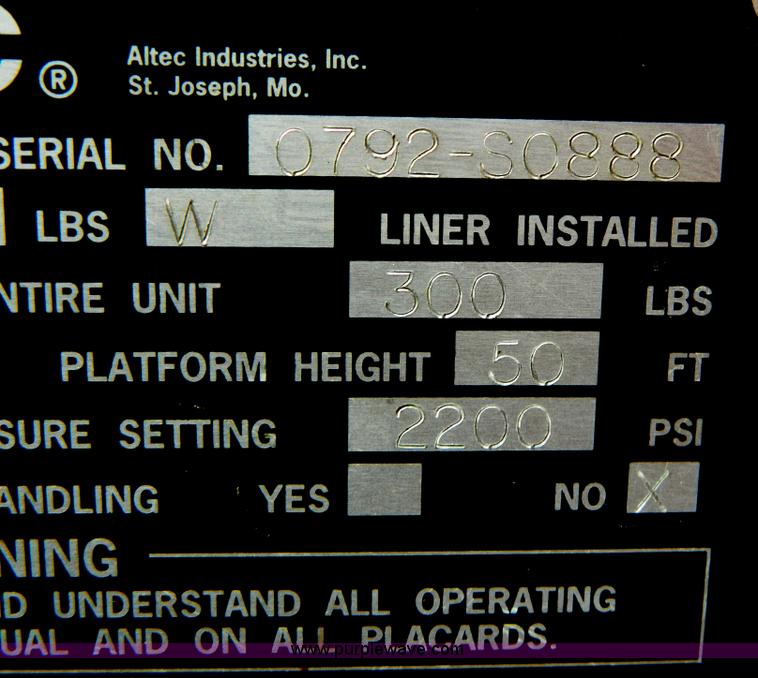 ®
Altec Industries, Inc.
St. Joseph, Mo.
SERIAL NO. 0792-S0888
LBS W LINER INSTALLED
NTIRE UNIT 300 LBS
PLATFORM HEIGHT 50 FT
SURE SETTING 2200 PSI
ANDLING YES NO X
NING
D UNDERSTAND ALL OPERATING
UAL AND ON ALL PLACARDS.
www.purplewave.com